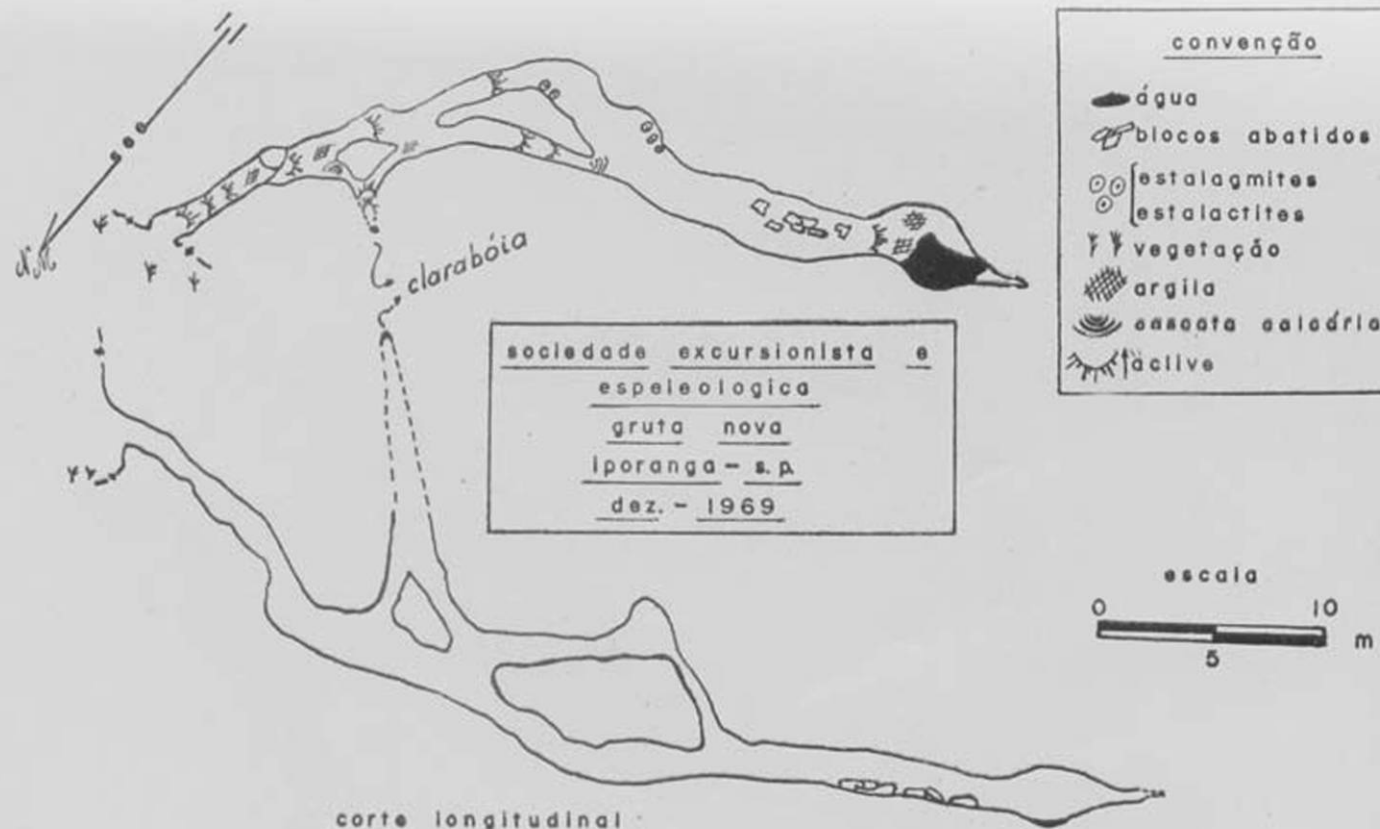 convenção
água
blocos abatidos
estalagmites
estalactites
vegetação
argila
cascata calcária
aclive
N.M.
clarabóia
sociedade excursionista e
espeleologica
gruta nova
iporanga - s.p.
dez. - 1969
escala
0 10
5 m
corte longitudinal